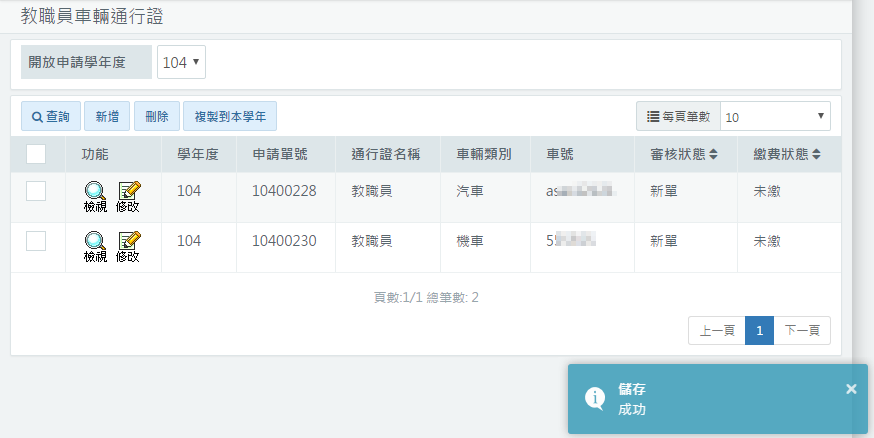 教職員車輛通行證
開放申請學年度 104
查詢 新增 刪除 複製到本學年 每頁筆數 10
功能 學年度 申請單號 通行證名稱 車輛類別 車號 審核狀態 繳費狀態
檢視 修改 104 10400228 教職員 汽車 as 新單 未繳
檢視 修改 104 10400230 教職員 機車 55 新單 未繳
頁數:1/1 總筆數: 2
上一頁 1 下一頁
儲存
成功